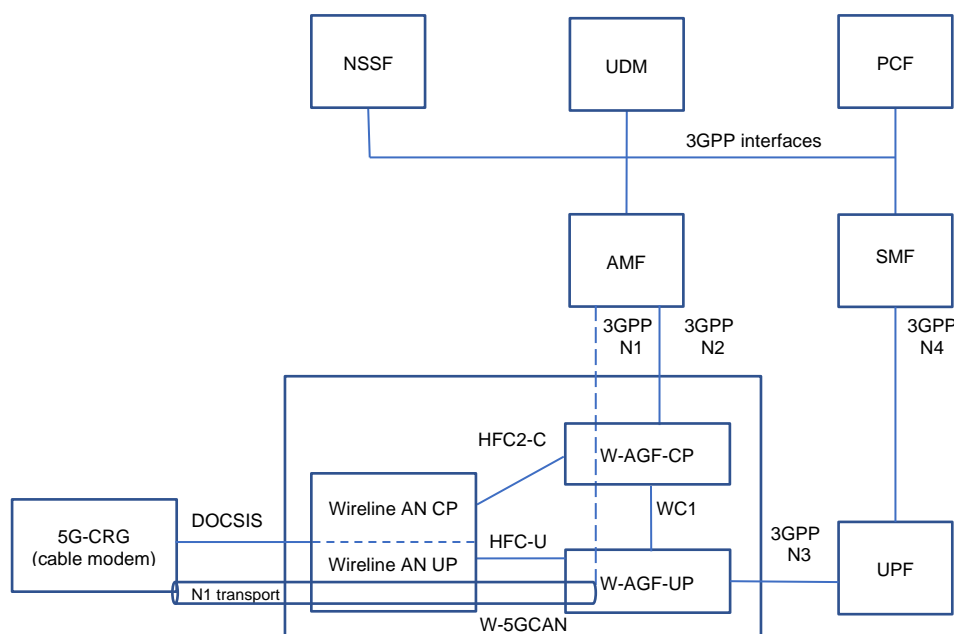 NSSF
UDM
PCF
3GPP interfaces
AMF
SMF
3GPP
N1
3GPP
N2
3GPP
N4
HFC2-C
W-AGF-CP
Wireline AN CP
WC1
DOCSIS
5G-CRG
(cable modem)
HFC-U
Wireline AN UP
3GPP
N3
W-AGF-UP
UPF
N1 transport
W-5GCAN